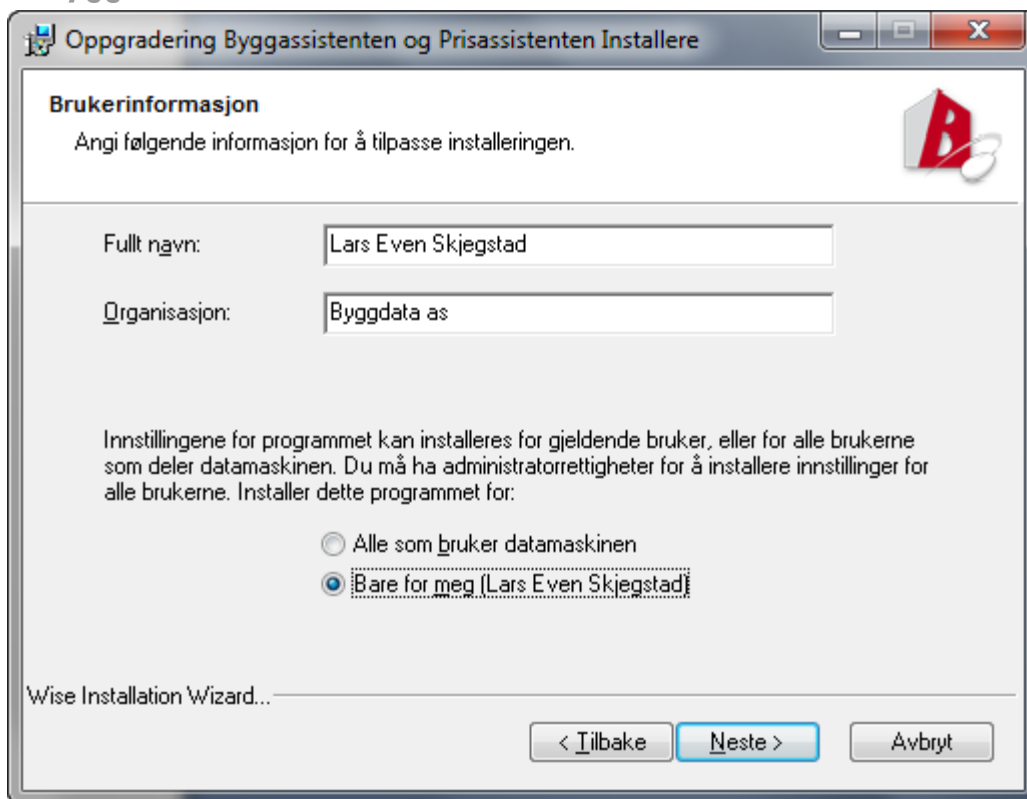 Oppgradering Byggassistenten og Prisassistenten Installere
Brukerinformasjon
Angi følgende informasjon for å tilpasse installeringen.
B
Fullt navn:
Lars Even Skjegstad
Organisasjon:
Byggdata as
Innstillingene for programmet kan installeres for gjeldende bruker, eller for alle brukerne
som deler datamaskinen. Du må ha administratorrettigheter for å installere innstillinger for
alle brukerne. Installer dette programmet for:
Alle som bruker datamaskinen
Bare for meg (Lars Even Skjegstad)
Wise Installation Wizard...
< Tilbake
Neste >
Avbryt